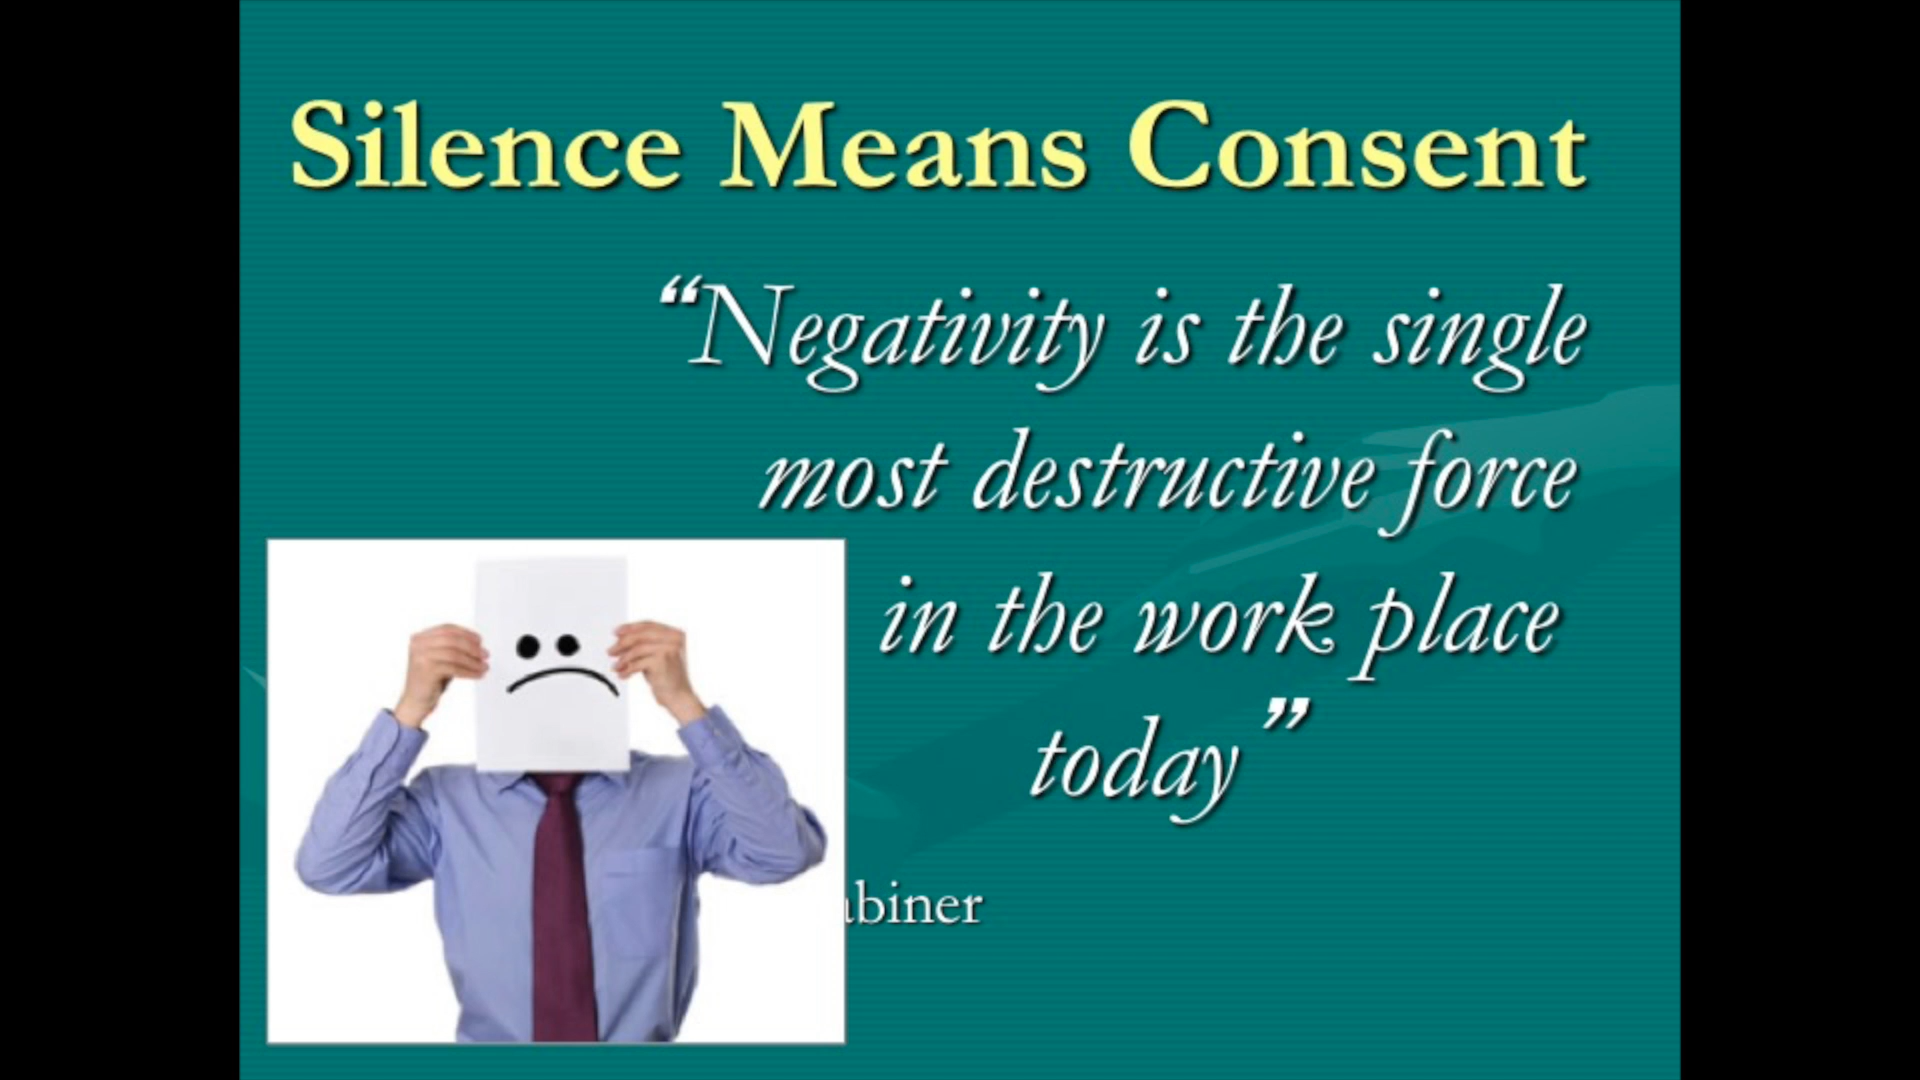 Silence Means Consent
“Negativity is the single
most destructive force
in the work place
today”